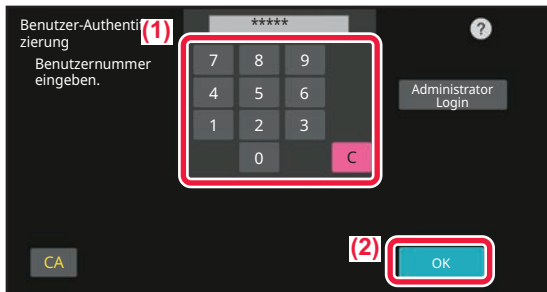 Benutzer-Authenti
zierung
(1)
*****
Benutzernummer
eingeben.
7 8 9
4 5 6
1 2 3
0 C
?
Administrator
Login
(2)
CA
OK